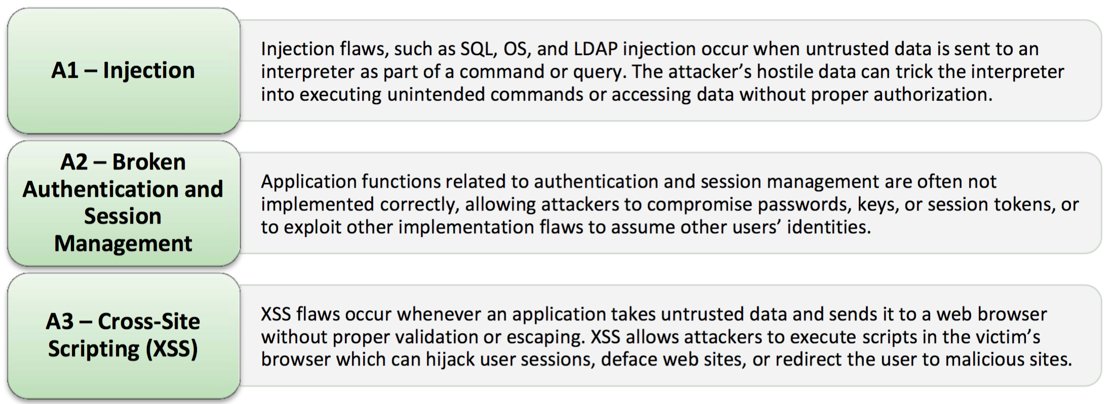 A1 – Injection
Injection flaws, such as SQL, OS, and LDAP injection occur when untrusted data is sent to an
interpreter as part of a command or query. The attacker’s hostile data can trick the interpreter
into executing unintended commands or accessing data without proper authorization.
A2 – Broken
Authentication and
Session
Management
Application functions related to authentication and session management are often not
implemented correctly, allowing attackers to compromise passwords, keys, or session tokens, or
to exploit other implementation flaws to assume other users’ identities.
A3 – Cross-Site
Scripting (XSS)
XSS flaws occur whenever an application takes untrusted data and sends it to a web browser
without proper validation or escaping. XSS allows attackers to execute scripts in the victim’s
browser which can hijack user sessions, deface web sites, or redirect the user to malicious sites.